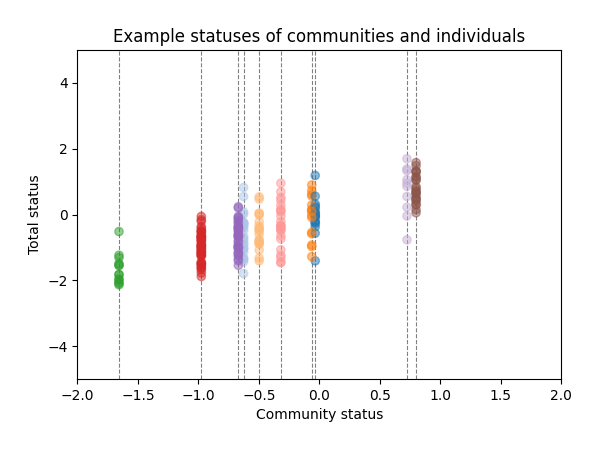 Example statuses of communities and individuals
4
2
0
−2
−4
Total status
−2.0 −1.5 −1.0 −0.5 0.0 0.5 1.0 1.5 2.0
Community status